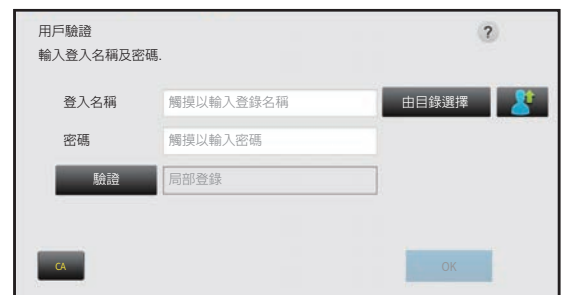 用戶驗證
?
輸入登入名稱及密碼.
登入名稱 觸摸以輸入登錄名稱 由目錄選擇
密碼 觸摸以輸入密碼
驗證 局部登錄
CA OK